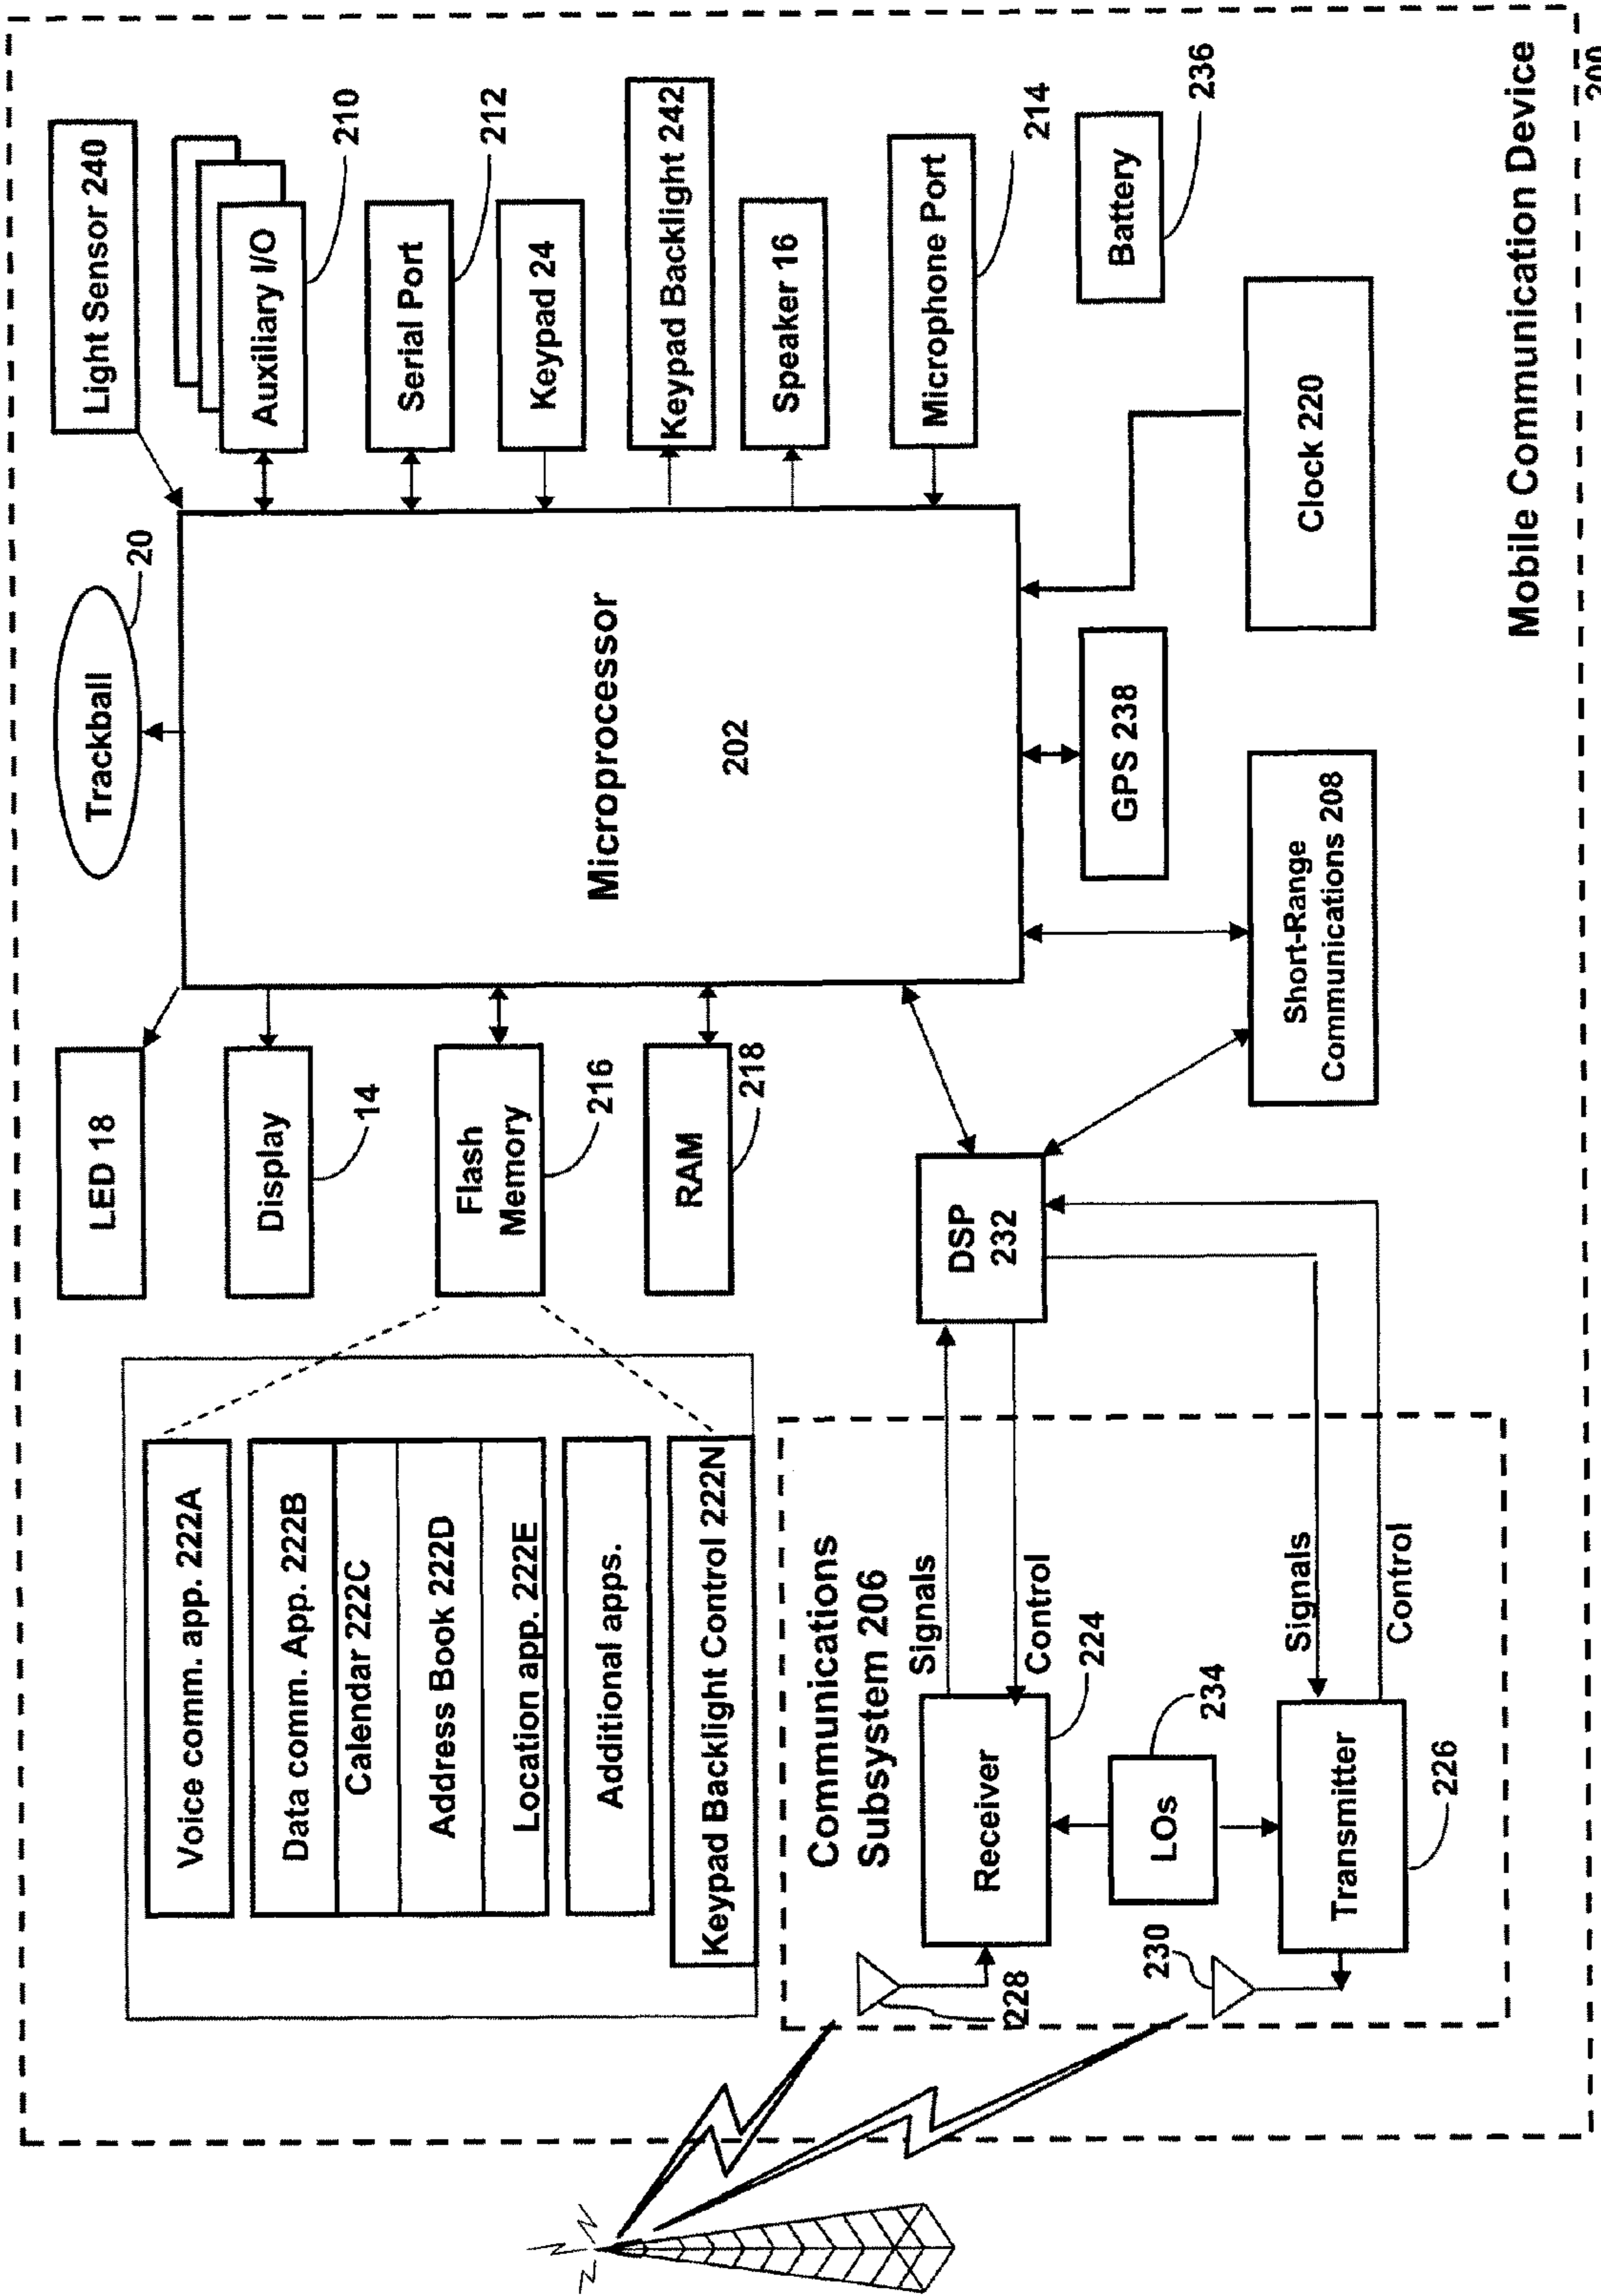 Voice comm. app. 222A
Data comm. App. 222B
Calendar 222C
Address Book 222D
Location app. 222E
Additional apps.
Keypad Backlight Control 222N
LED 18
Display
14
Flash
Memory
216
RAM
218
Trackball
20
Light Sensor 240
Auxiliary I/O
210
Serial Port
212
Keypad 24
Keypad Backlight 242
Speaker 16
Microphone Port
214
Battery
236
Microprocessor
202
GPS 238
Clock 220
Short-Range
Communications 208
DSP
232
Communications
Subsystem 206
Signals
Control
Receiver
224
228
LOs
234
230
Signals
Control
Transmitter
226
Mobile Communication Device
200